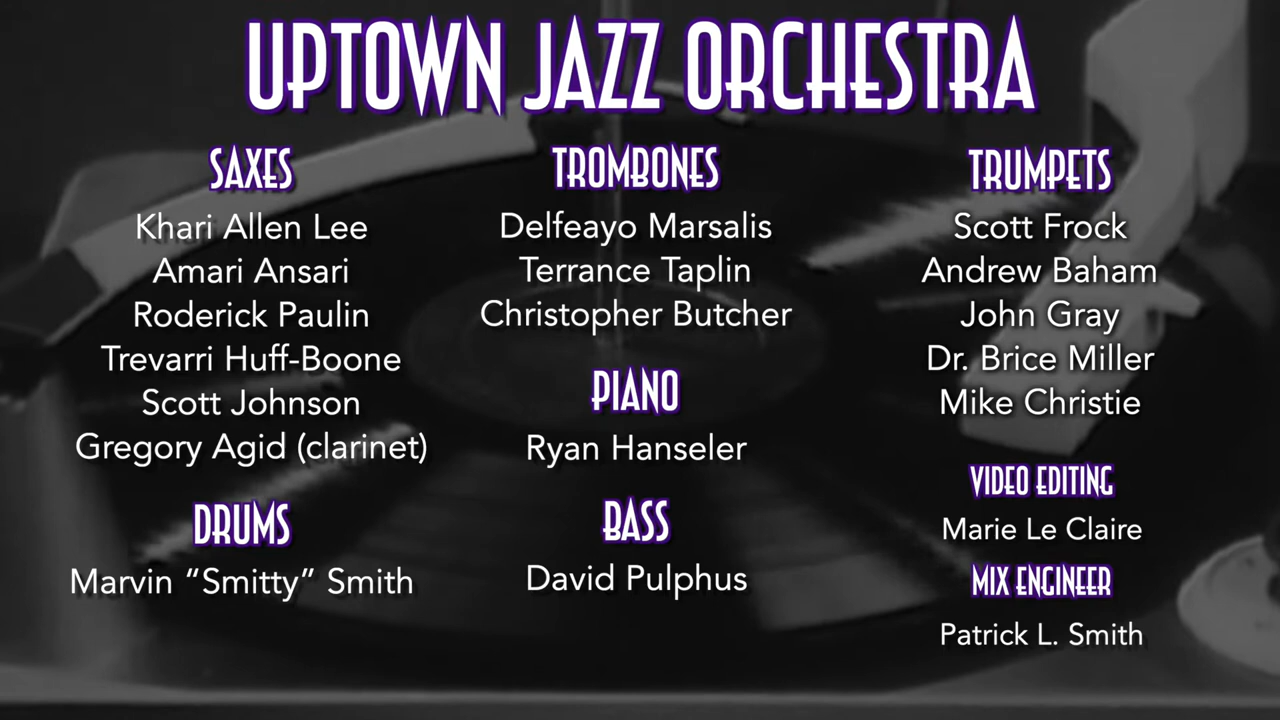 UPTOWN JAZZ ORCHESTRA
SAXES
Khari Allen Lee
Amari Ansari
Roderick Paulin
Trevarri Huff-Boone
Scott Johnson
Gregory Agid (clarinet)
DRUMS
Marvin “Smitty” Smith
TROMBONES
Delfeayo Marsalis
Terrance Taplin
Christopher Butcher
PIANO
Ryan Hanseler
BASS
David Pulphus
TRUMPETS
Scott Frock
Andrew Baham
John Gray
Dr. Brice Miller
Mike Christie
VIDEO EDITING
Marie Le Claire
MIX ENGINEER
Patrick L. Smith